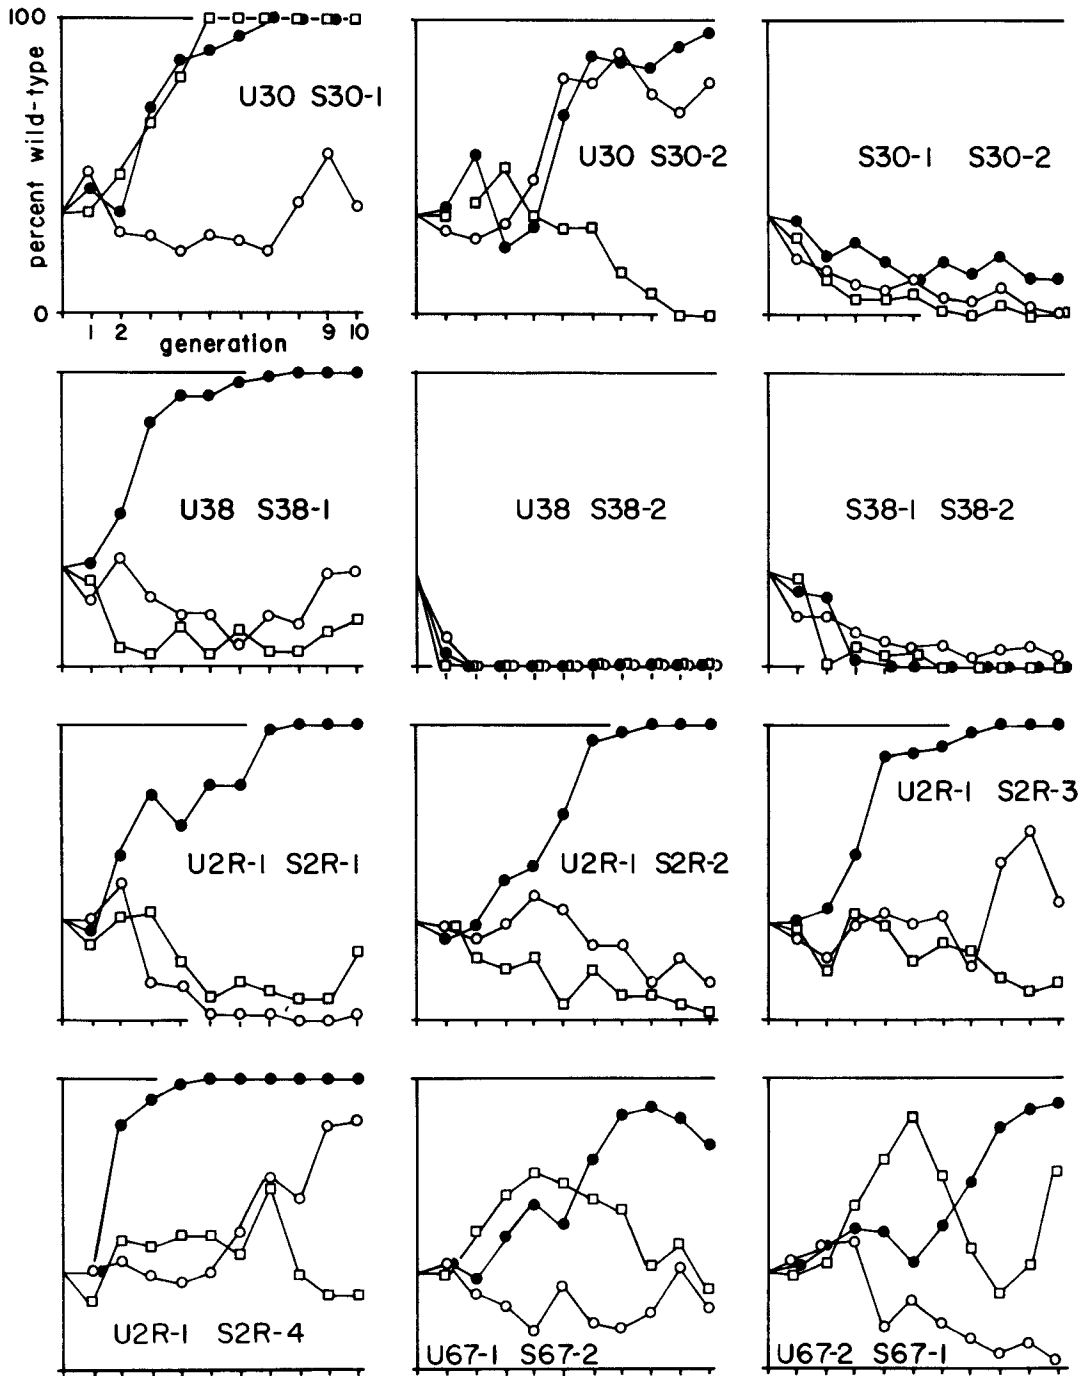 100
percent wild-type
0
1 2 9 10
generation
U30 S30-1
U30 S30-2
S30-1 S30-2
U38 S38-1
U38 S38-2
S38-1 S38-2
U2R-1 S2R-1
U2R-1 S2R-2
U2R-1 S2R-3
U2R-1 S2R-4
U67-1 S67-2
U67-2 S67-1